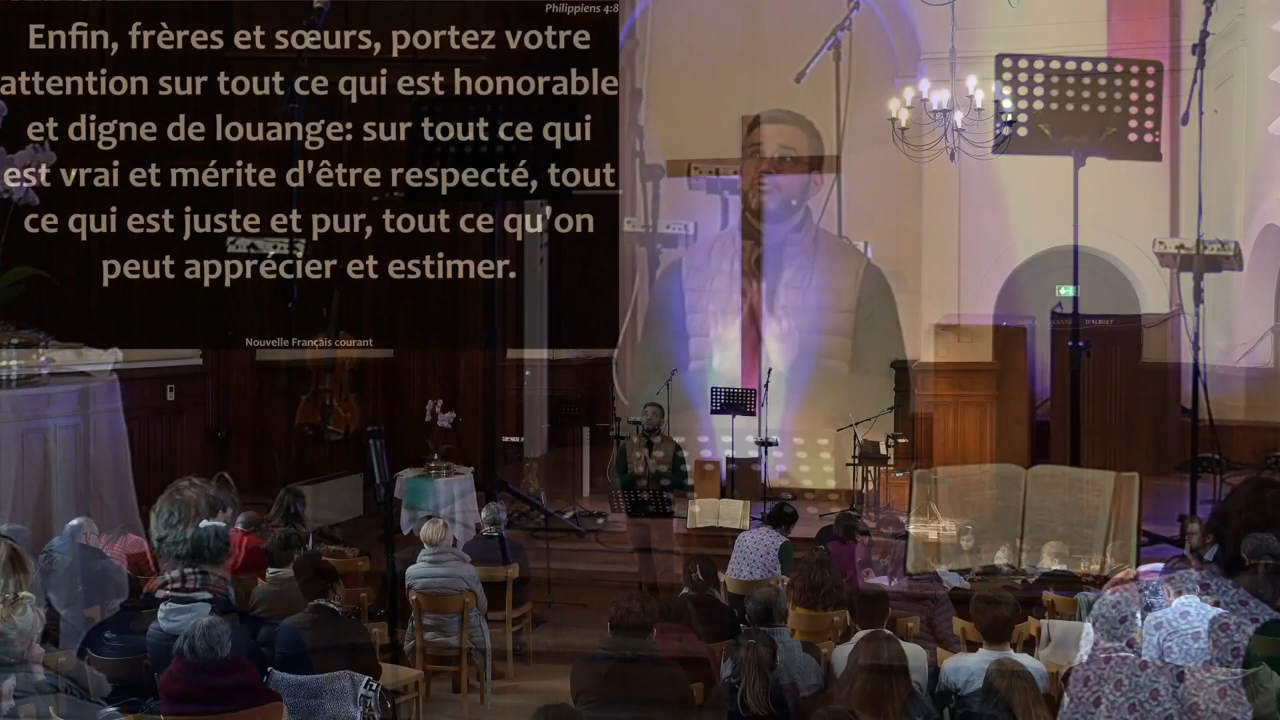 Philippiens 4:8
Enfin, frères et sœurs, portez votre
attention sur tout ce qui est honorable
et digne de louange: sur tout ce qui
est vrai et mérite d'être respecté, tout
ce qui est juste et pur, tout ce qu'on
peut apprécier et estimer.
Nouvelle Français courant
D'ALBRET